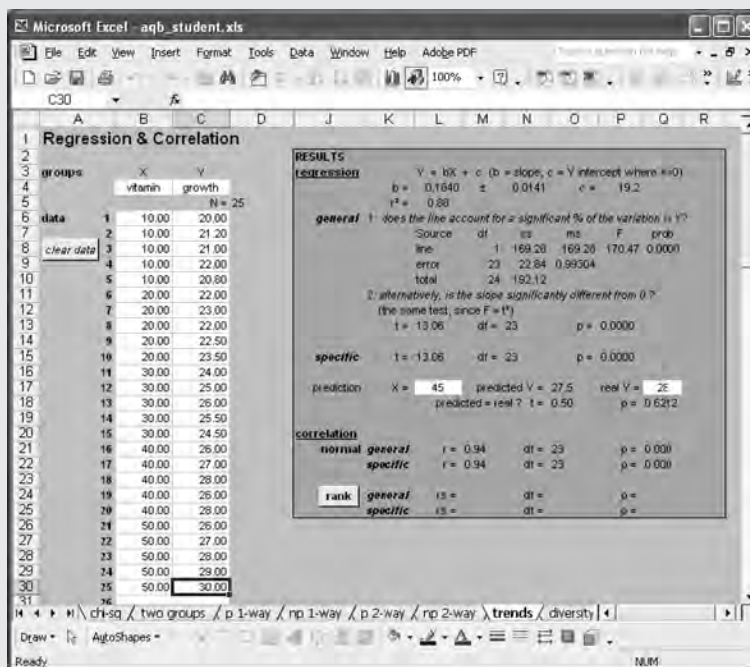 Microsoft Excel - aqb_student.xls
File Edit View Insert Format Tools Data Window Help Adobe PDF
100%
C30 fx
A B C D J K L M N O P Q R
1 Regression & Correlation
2 RESULTS
3 groups X Y regression Y = bX + c (b = slope, c = Y intercept where x=0)
4 vitamin growth b = 0.1840 ± 0.0141 c = 19.2
5 N = 25 r² = 0.88
6 data 1 10.00 20.00 general 1: does the line account for a significant % of the variation is Y?
7 2 10.00 21.20 Source df ss ms F prob
8 clear data 3 10.00 21.00 line 1 169.28 169.28 170.47 0.0000
9 4 10.00 22.00 error 23 22.84 0.99304
10 5 10.00 20.80 total 24 192.12
11 6 20.00 22.00 2: alternatively, is the slope significantly different from 0 ?
12 7 20.00 23.00 (the same test, since F = t²)
13 8 20.00 22.00 t = 13.06 df = 23 p = 0.0000
14 9 20.00 22.50
15 10 20.00 23.50 specific t = 13.06 df = 23 p = 0.0000
16 11 30.00 24.00
17 12 30.00 25.00 prediction X = 45 predicted Y = 27.5 real Y = 28
18 13 30.00 26.00 predicted = real ? t = 0.50 p = 0.6212
19 14 30.00 25.50
20 15 30.00 24.50 correlation
21 16 40.00 26.00 normal general r = 0.94 df = 23 p = 0.000
22 17 40.00 27.00 specific r = 0.94 df = 23 p = 0.000
23 18 40.00 28.00
24 19 40.00 26.00 rank general rs = df = p =
25 20 40.00 28.00 specific rs = df = p =
26 21 50.00 26.00
27 22 50.00 27.00
28 23 50.00 28.00
29 24 50.00 29.00
30 25 50.00 30.00
31 26
chi-sq / two groups / p 1-way / np 1-way / p 2-way / np 2-way / trends / diversity
Draw AutoShapes
Ready NUM